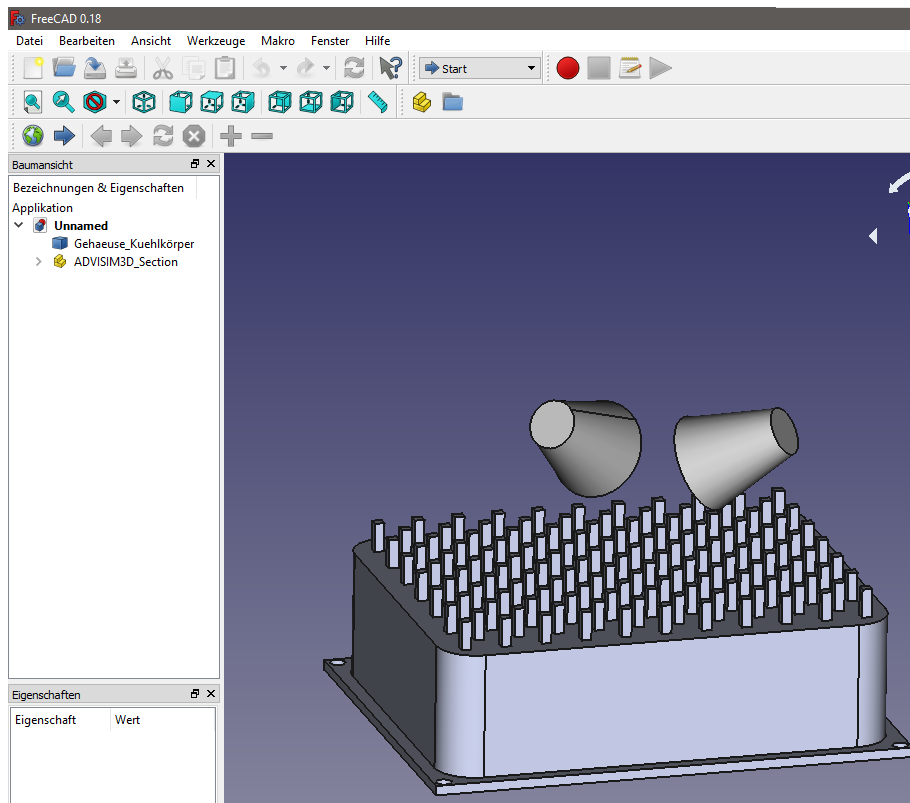 FreeCAD 0.18
Datei Bearbeiten Ansicht Werkzeuge Makro Fenster Hilfe
Start
Baumansicht
Bezeichnungen & Eigenschaften
Applikation
Unnamed
Gehaeuse_Kuehlkörper
ADVISIM3D_Section
Eigenschaften
Eigenschaft Wert